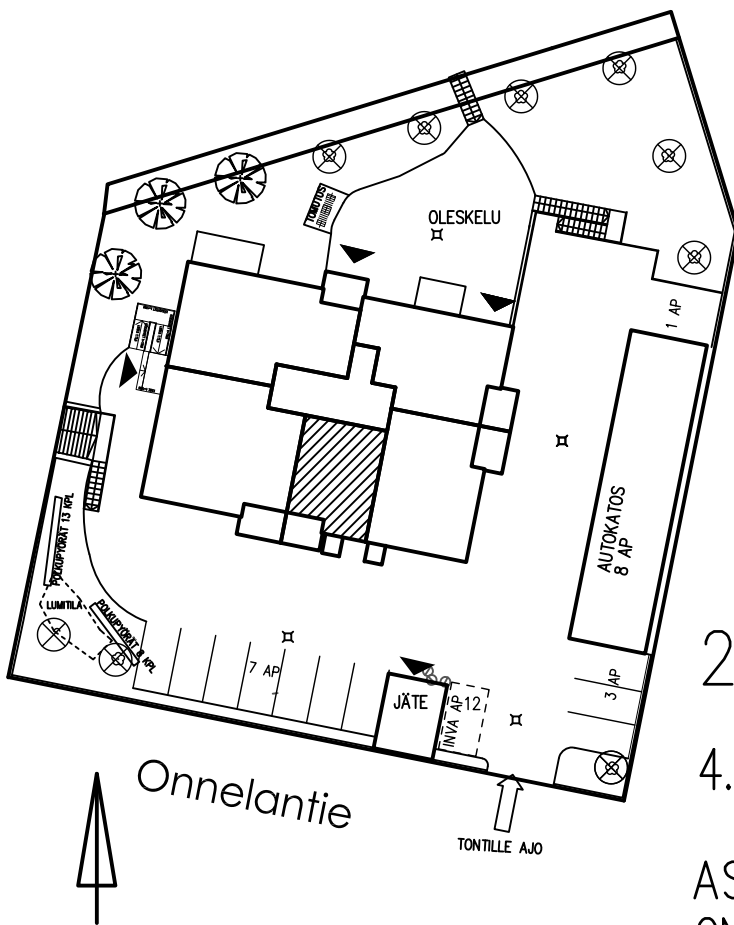 TOMUTUS
OLESKELU
1 AP
AUTOKATOS
8 AP
POLKUPYÖRÄT 13 KPL
LUMITILA
POLKUPYÖRÄT 8 KPL
7 AP
JÄTE
INVA AP
12
3 AP
2
4.
Onnelantie
TONTILLE AJO
AS